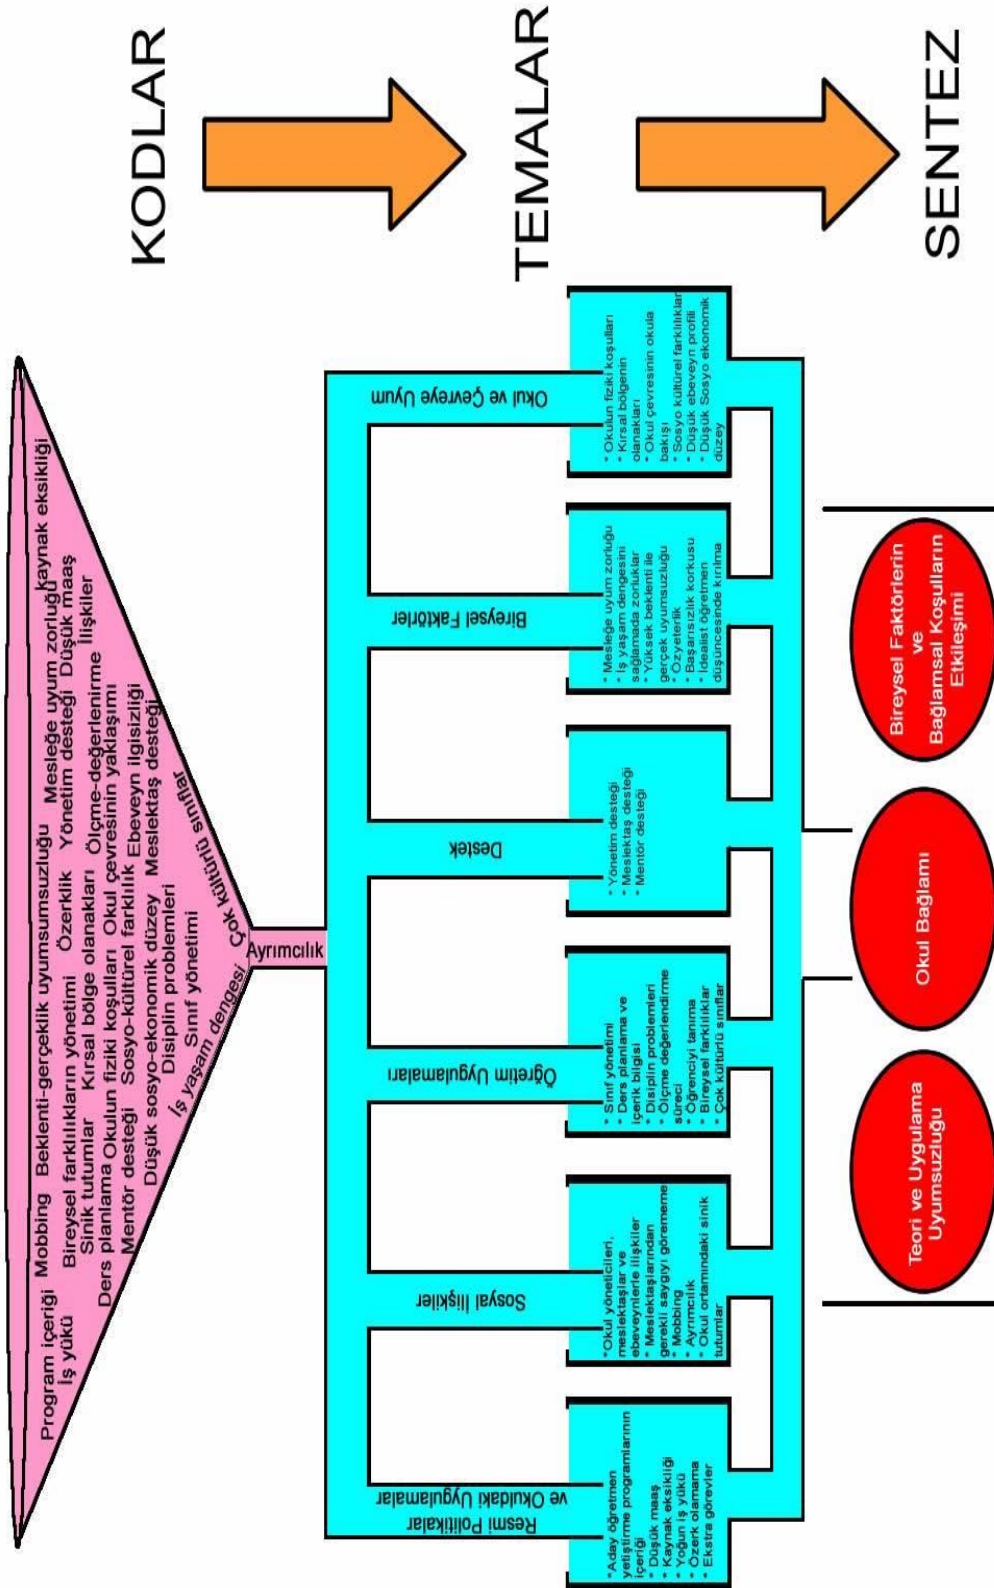 Program içeriği Mobbing Beklenti-gerçeklik uyumsuzluğu Mesleğe uyum zorluğu kaynak eksikliği
İş yükü Bireysel farklılıkların yönetimi Özerklik Yönetim desteği Düşük maaş
Sinik tutumlar Kırsal bölge olanakları Ölçme-değerlenirme İlişkiler
Ders planlama Okulun fiziki koşulları Okul çevresinin yaklaşımı
Mentör desteği Sosyo-kültürel farklılık Ebeveyn ilgisizliği
Düşük sosyo-ekonomik düzey Meslektaş desteği
Disiplin problemleri
Sınıf yönetimi
İş yaşam dengesi
Çok kültürlü sınıflar
Ayrımcılık
KODLAR
Resmi Politikalar
ve Okuldaki Uygulamalar
Sosyal İlişkiler
Öğretim Uygulamaları
Destek
Bireysel Faktörler
Okul ve Çevreye Uyum
TEMALAR
*Aday öğretmen
yetiştirme programlarının
içeriği
* Düşük maaş
* Kaynak eksikliği
* Yoğun iş yükü
* Özerk olamama
* Ekstra görevler
*Okul yöneticileri,
meslektaşlar ve
ebeveynlerle ilişkiler
* Meslektaşlarından
gerekli saygıyı görememe
* Mobbing
* Ayrımcılık
* Okul ortamındaki sinik
tutumlar
* Sınıf yönetimi
* Ders planlama ve
içerik bilgisi
* Disiplin problemleri
* Ölçme değerlendirme
süreci
* Öğrenciyi tanıma
* Bireysel farklılıklar
* Çok kültürlü sınıflar
* Yönetim desteği
* Meslektaş desteği
* Mentör desteği
* Mesleğe uyum zorluğu
* İş yaşam dengesini
sağlamada zorluklar
* Yüksek beklenti ile
gerçek uyumsuzluğu
* Özyeterlik
* Başarısızlık korkusu
* İdealist öğretmen
düşüncesinde kırılma
* Okulun fiziki koşulları
* Kırsal bölgenin
olanakları
* Okul çevresinin okula
bakışı
* Sosyo kültürel farklılıklar
* Düşük ebeveyn profili
* Düşük Sosyo ekonomik
düzey
Teori ve Uygulama
Uyumsuzluğu
Okul Bağlamı
Bireysel Faktörlerin
ve
Bağlamsal Koşulların
Etkileşimi
SENTEZ